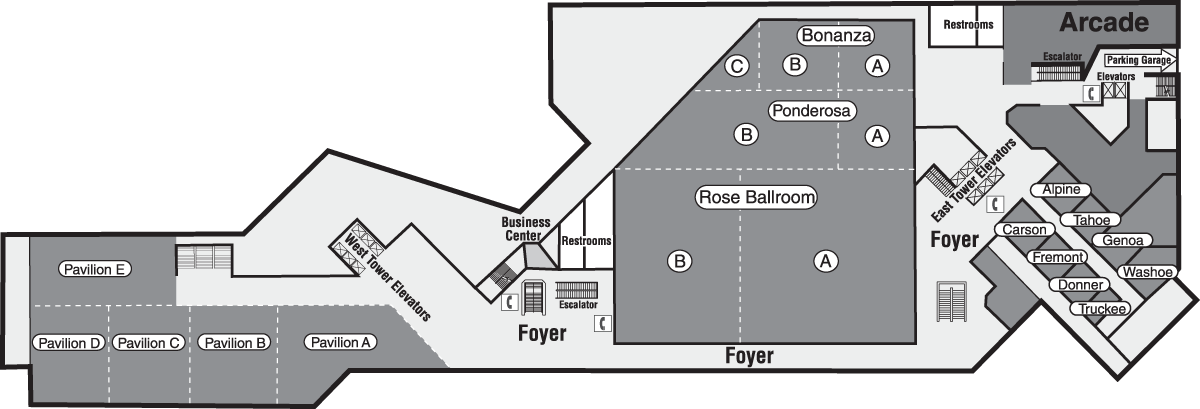 Restrooms
Arcade
Bonanza
C
B
A
Escalator
Parking Garage
Elevators
Ponderosa
B
A
East Tower Elevators
Rose Ballroom
B
A
Alpine
Tahoe
Genoa
Washoe
Carson
Fremont
Donner
Truckee
Foyer
Business
Center
Restrooms
West Tower Elevators
Escalator
Foyer
Foyer
Pavilion E
Pavilion D
Pavilion C
Pavilion B
Pavilion A